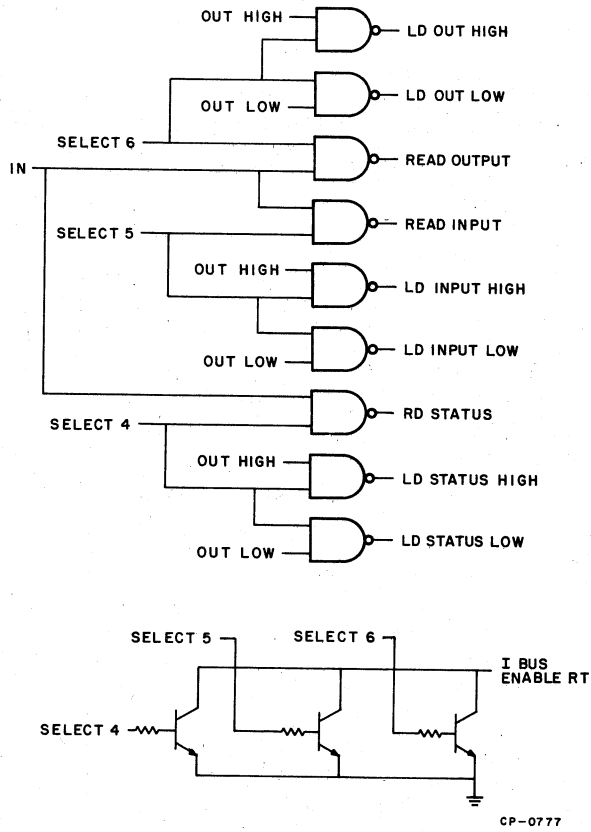 OUT HIGH
LD OUT HIGH
LD OUT LOW
OUT LOW
SELECT 6
READ OUTPUT
IN
READ INPUT
SELECT 5
OUT HIGH
LD INPUT HIGH
LD INPUT LOW
OUT LOW
RD STATUS
SELECT 4
OUT HIGH
LD STATUS HIGH
LD STATUS LOW
OUT LOW
SELECT 5
SELECT 6
I BUS
ENABLE RT
SELECT 4
CP-0777